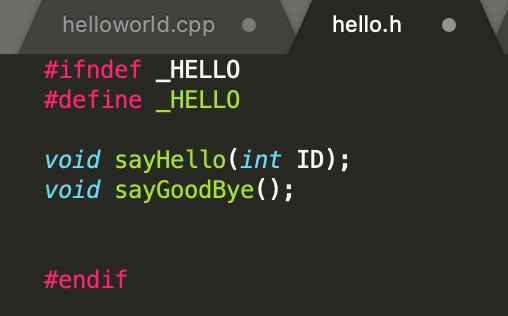 helloworld.cpp hello.h
#ifndef _HELLO
#define _HELLO
void sayHello(int ID);
void sayGoodBye();
#endif